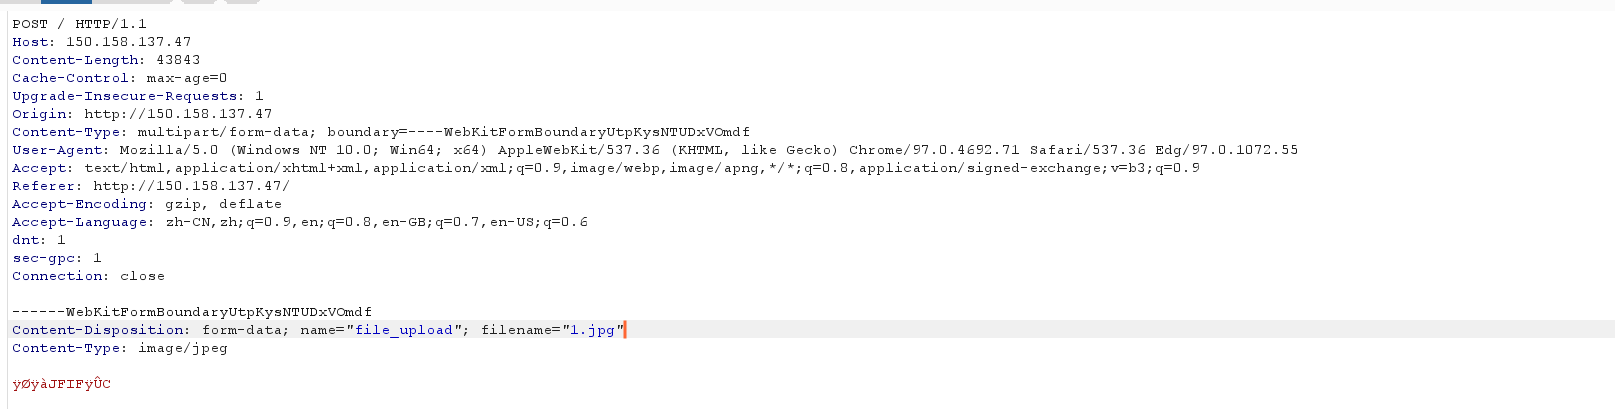 POST / HTTP/1.1
Host: 150.158.137.47
Content-Length: 43843
Cache-Control: max-age=0
Upgrade-Insecure-Requests: 1
Origin: http://150.158.137.47
Content-Type: multipart/form-data; boundary=----WebKitFormBoundaryUtpKysNTUDxVOmdf
User-Agent: Mozilla/5.0 (Windows NT 10.0; Win64; x64) AppleWebKit/537.36 (KHTML, like Gecko) Chrome/97.0.4692.71 Safari/537.36 Edg/97.0.1072.55
Accept: text/html,application/xhtml+xml,application/xml;q=0.9,image/webp,image/apng,*/*;q=0.8,application/signed-exchange;v=b3;q=0.9
Referer: http://150.158.137.47/
Accept-Encoding: gzip, deflate
Accept-Language: zh-CN,zh;q=0.9,en;q=0.8,en-GB;q=0.7,en-US;q=0.6
dnt: 1
sec-gpc: 1
Connection: close
------WebKitFormBoundaryUtpKysNTUDxVOmdf
Content-Disposition: form-data; name="file_upload"; filename="1.jpg"
Content-Type: image/jpeg
ÿØÿàJFIFÿÛC